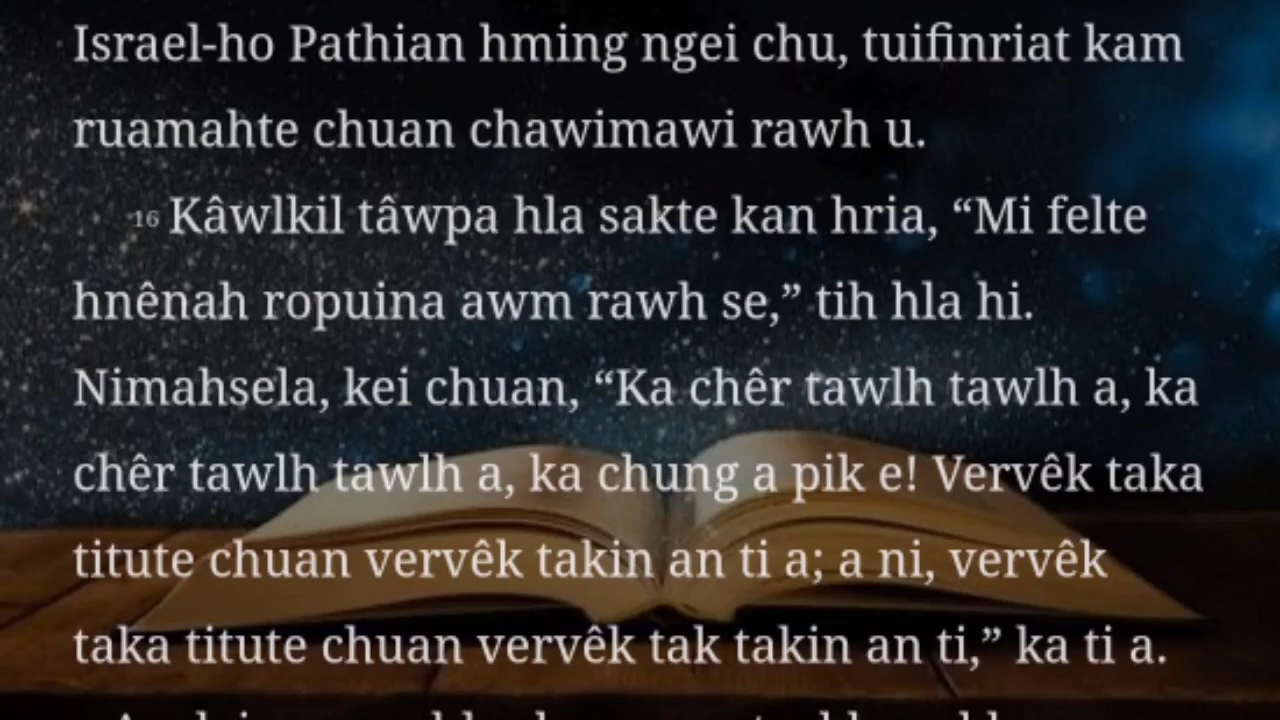 Israel-ho Pathian hming ngei chu, tuifinriat kam
ruamahte chuan chawimawi rawh u.
16 Kâwlkil tâwpa hla sakte kan hria, “Mi felte
hnênah ropuina awm rawh se,” tih hla hi.
Nimahsela, kei chuan, “Ka chêr tawlh tawlh a, ka
chêr tawlh tawlh a, ka chung a pik e! Vervêk taka
titute chuan vervêk takin an ti a; a ni, vervêk
taka titute chuan vervêk tak takin an ti,” ka ti a.